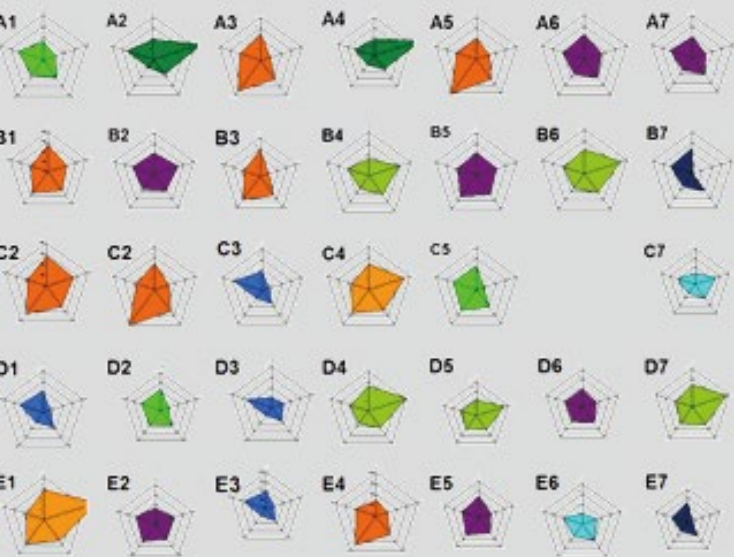 A1 A2 A3 A4 A5 A6 A7
B1 B2 B3 B4 B5 B6 B7
C2 C2 C3 C4 C5 C7
D1 D2 D3 D4 D5 D6 D7
E1 E2 E3 E4 E5 E6 E7